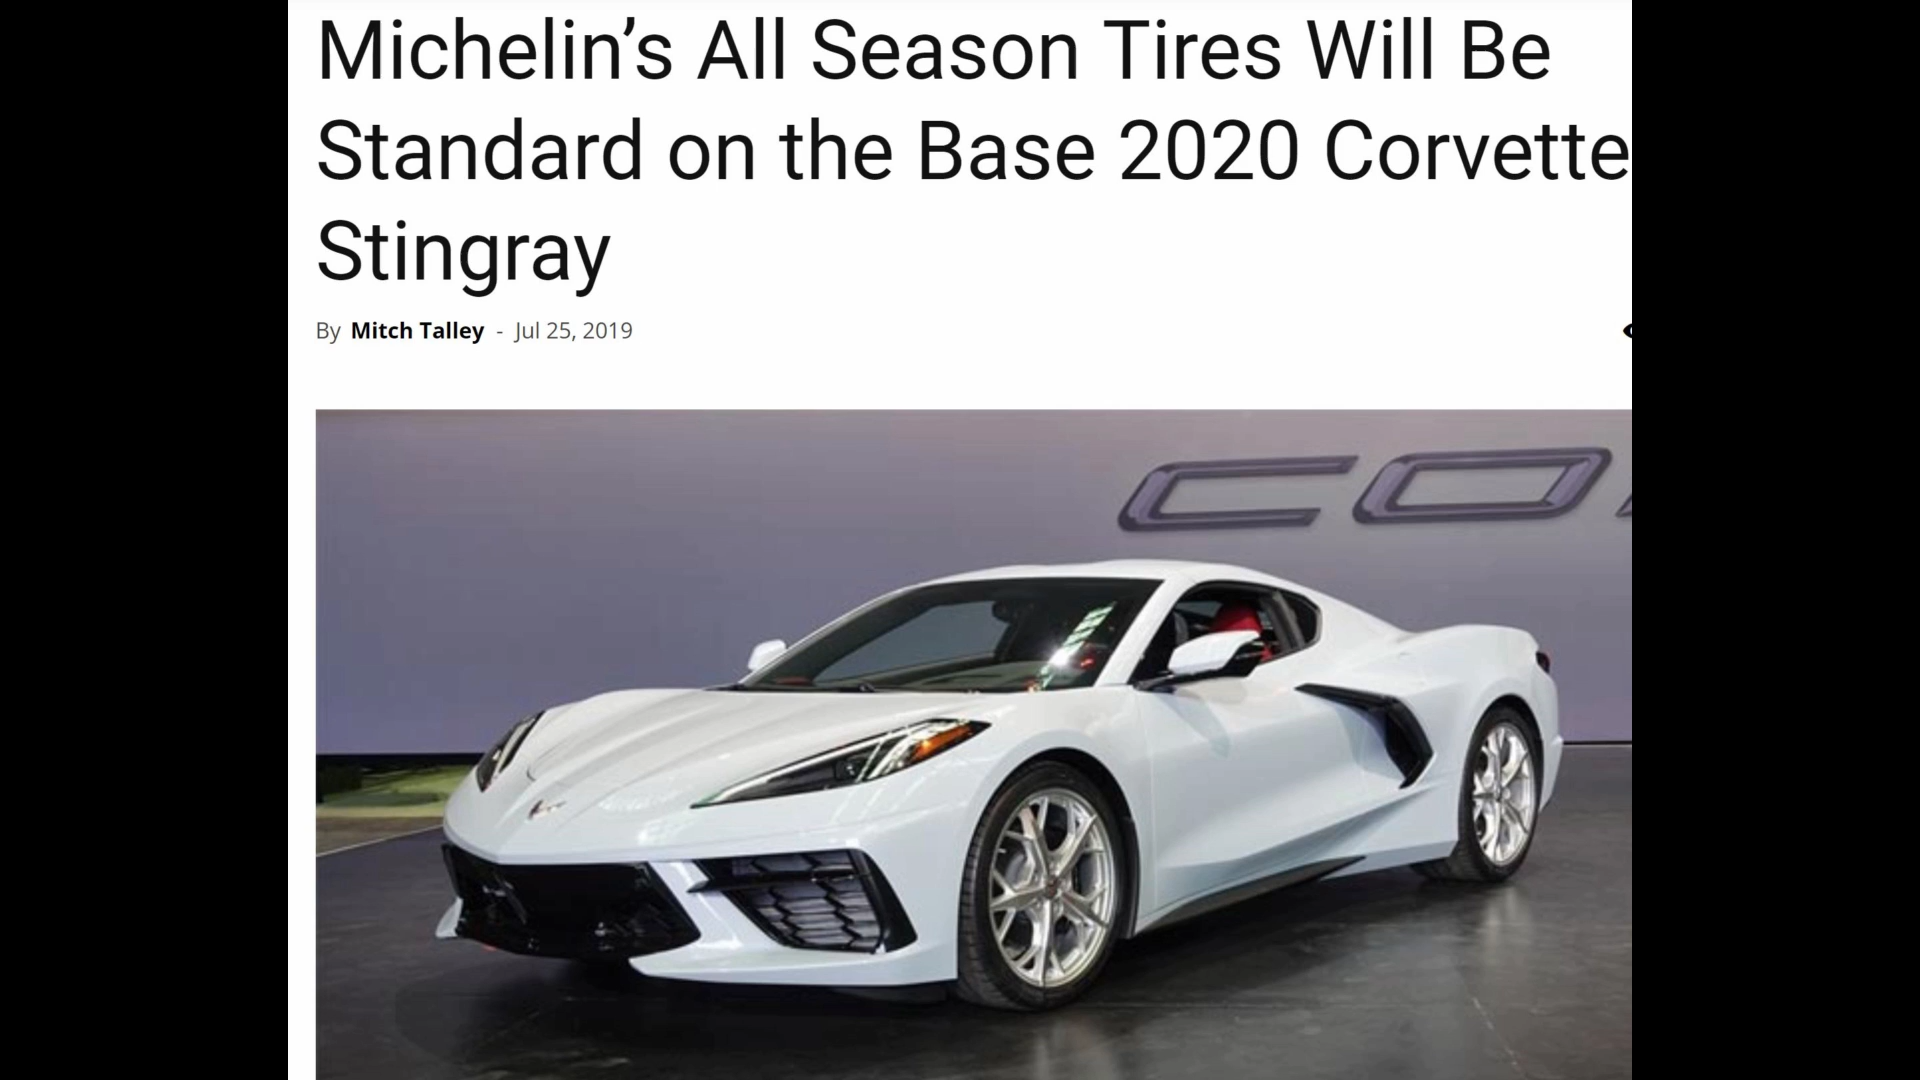 Michelin’s All Season Tires Will Be
Standard on the Base 2020 Corvette
Stingray
By Mitch Talley - Jul 25, 2019